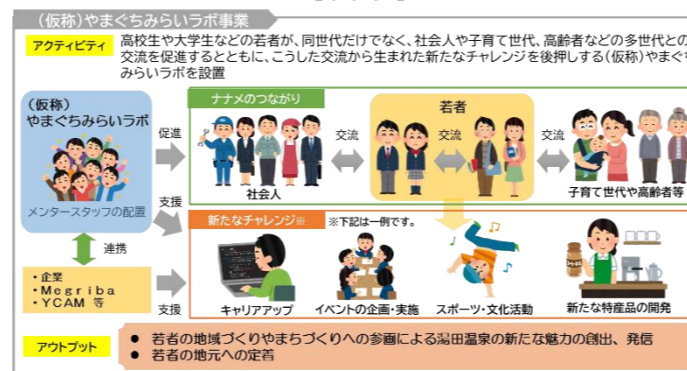 (仮称)やまぐちみらいラボ事業
アクティビティ
高校生や大学生などの若者が、同世代だけでなく、社会人や子育て世代、高齢者などの多世代との
交流を促進するとともに、こうした交流から生まれた新たなチャレンジを後押しする(仮称)やまぐち
みらいラボを設置
(仮称)
やまぐちみらいラボ
メンタースタッフの配置
促進
ナナメのつながり
社会人
交流
若者
交流
交流
子育て世代や高齢者等
支援
新たなチャレンジ※
※下記は一例です。
キャリアアップ
イベントの企画・実施
スポーツ・文化活動
新たな特産品の開発
連携
・企業
・Megriba
・YCAM 等
支援
アウトプット
● 若者の地域づくりやまちづくりへの参画による湯田温泉の新たな魅力の創出、発信
● 若者の地元への定着